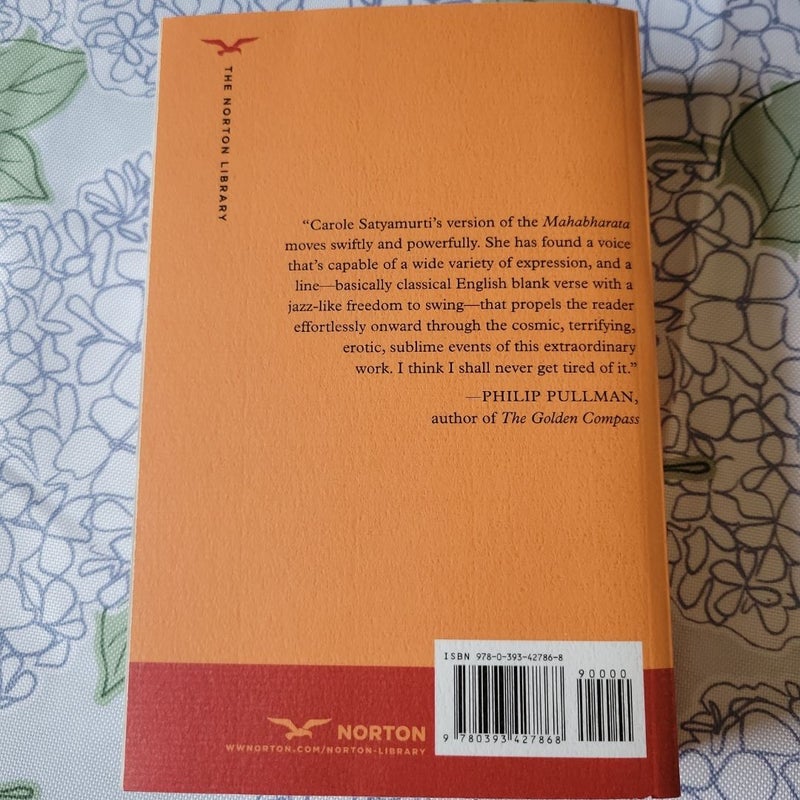 THE NORTON LIBRARY
“Carole Satyamurti’s version of the Mahabharata
moves swiftly and powerfully. She has found a voice
that’s capable of a wide variety of expression, and a
line—basically classical English blank verse with a
jazz-like freedom to swing—that propels the reader
effortlessly onward through the cosmic, terrifying,
erotic, sublime events of this extraordinary
work. I think I shall never get tired of it.”
—PHILIP PULLMAN,
author of The Golden Compass
ISBN 978-0-393-42786-8
90000
9 780393 427868
NORTON
WWNORTON.COM/NORTON-LIBRARY